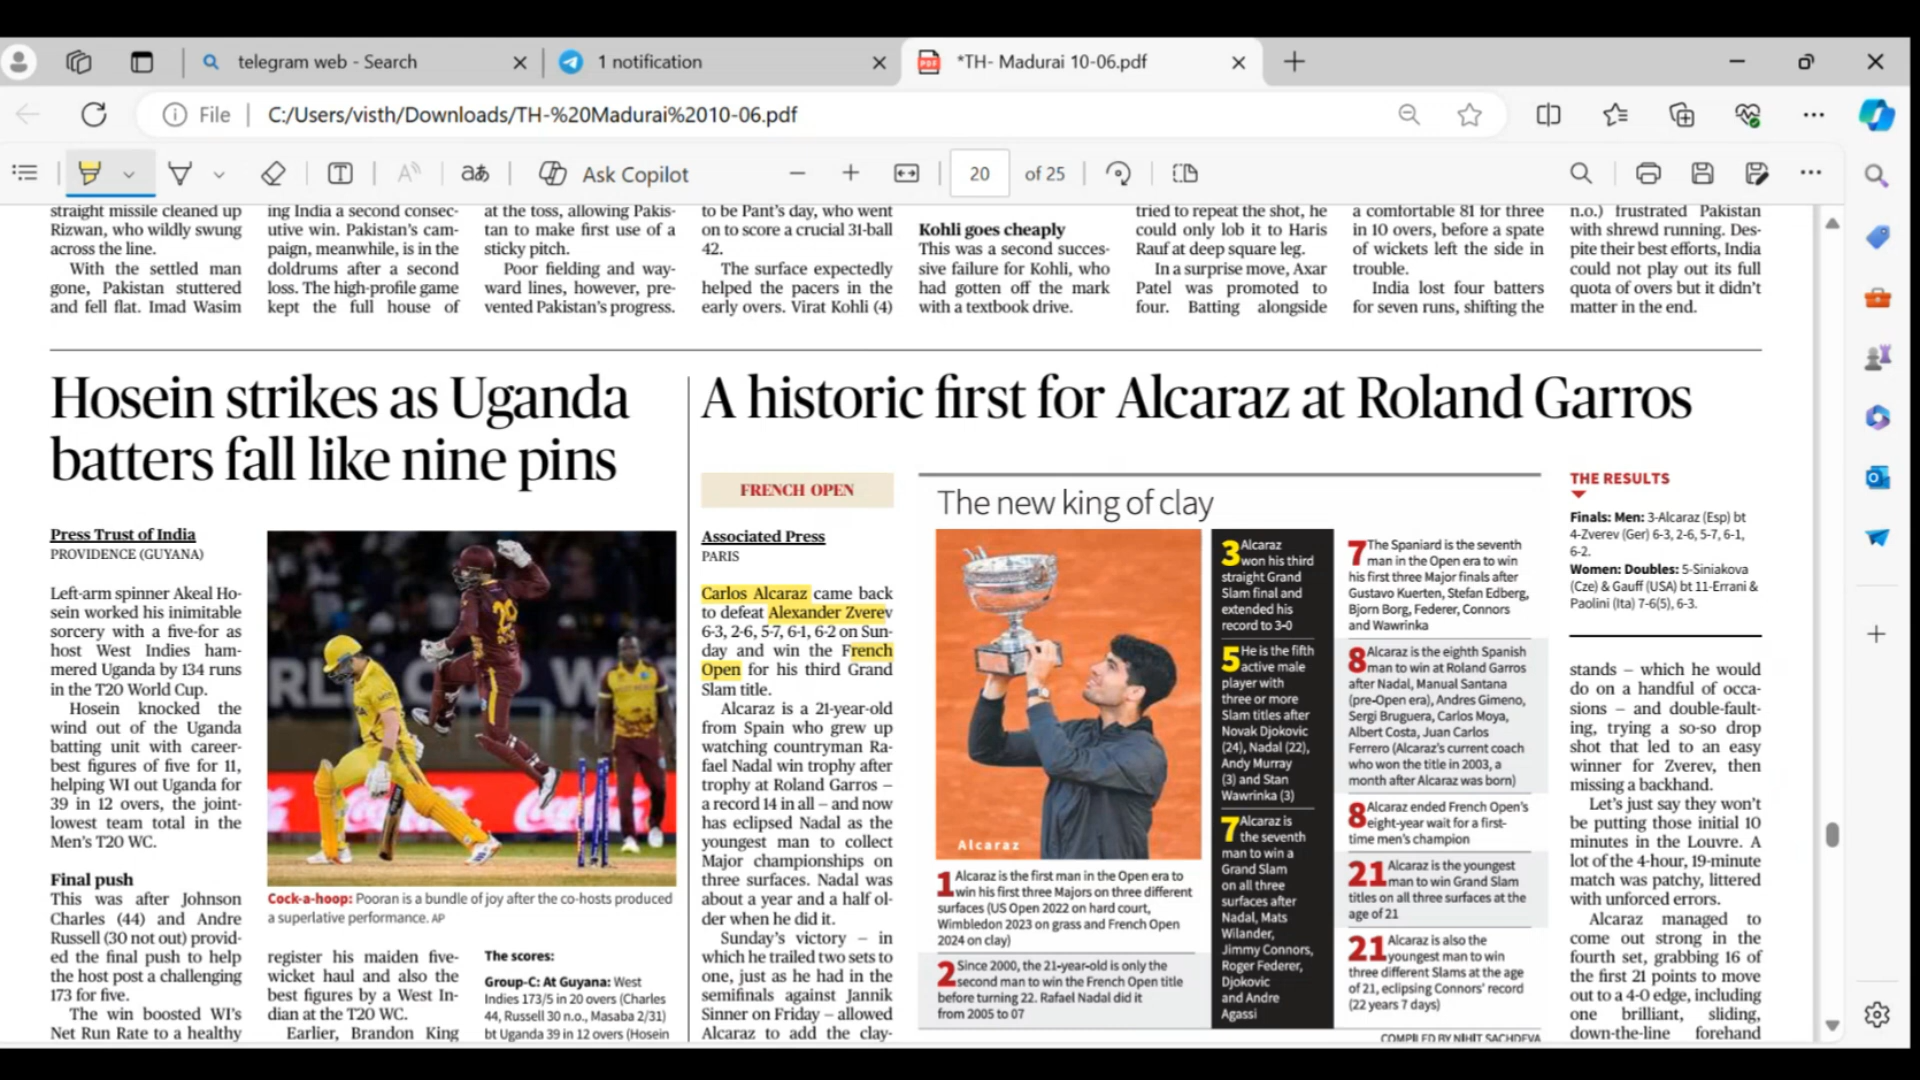 telegram web - Search
1 notification
*TH- Madurai 10-06.pdf
File
C:/Users/visth/Downloads/TH-%20Madurai%2010-06.pdf
Ask Copilot
20 of 25
straight missile cleaned up
Rizwan, who wildly swung
across the line.
With the settled man
gone, Pakistan stuttered
and fell flat. Imad Wasim
ing India a second consec-
utive win. Pakistan's cam-
paign, meanwhile, is in the
doldrums after a second
loss. The high-profile game
kept the full house of
at the toss, allowing Pakis-
tan to make first use of a
sticky pitch.
Poor fielding and way-
ward lines, however, pre-
vented Pakistan's progress.
to be Pant's day, who went
on to score a crucial 31-ball
42.
The surface expectedly
helped the pacers in the
early overs. Virat Kohli (4)
Kohli goes cheaply
This was a second succes-
sive failure for Kohli, who
had gotten off the mark
with a textbook drive.
tried to repeat the shot, he
could only lob it to Haris
Rauf at deep square leg.
In a surprise move, Axar
Patel was promoted to
four. Batting alongside
a comfortable 81 for three
in 10 overs, before a spate
of wickets left the side in
trouble.
India lost four batters
for seven runs, shifting the
n.o.) frustrated Pakistan
with shrewd running. Des-
pite their best efforts, India
could not play out its full
quota of overs but it didn't
matter in the end.
Hosein strikes as Uganda
batters fall like nine pins
Press Trust of India
PROVIDENCE (GUYANA)
Left-arm spinner Akeal Ho-
sein worked his inimitable
sorcery with a five-for as
host West Indies ham-
mered Uganda by 134 runs
in the T20 World Cup.
Hosein knocked the
wind out of the Uganda
batting unit with career-
best figures of five for 11,
helping WI out Uganda for
39 in 12 overs, the joint-
lowest team total in the
Men's T20 WC.
Final push
This was after Johnson
Charles (44) and Andre
Russell (30 not out) provid-
ed the final push to help
the host post a challenging
173 for five.
The win boosted WI's
Net Run Rate to a healthy
29
Cock-a-hoop: Pooran is a bundle of joy after the co-hosts produced
a superlative performance. AP
register his maiden five-
wicket haul and also the
best figures by a West In-
dian at the T20 WC.
Earlier, Brandon King
The scores:
Group-C: At Guyana: West
Indies 173/5 in 20 overs (Charles
44, Russell 30 n.o., Masaba 2/31)
bt Uganda 39 in 12 overs (Hosein
A historic first for Alcaraz at Roland Garros
FRENCH OPEN
Associated Press
PARIS
Carlos Alcaraz came back
to defeat Alexander Zverev
6-3, 2-6, 5-7, 6-1, 6-2 on Sun-
day and win the French
Open for his third Grand
Slam title.
Alcaraz is a 21-year-old
from Spain who grew up
watching countryman Ra-
fael Nadal win trophy after
trophy at Roland Garros –
a record 14 in all – and now
has eclipsed Nadal as the
youngest man to collect
Major championships on
three surfaces. Nadal was
about a year and a half ol-
der when he did it.
Sunday's victory – in
which he trailed two sets to
one, just as he had in the
semifinals against Jannik
Sinner on Friday – allowed
Alcaraz to add the clay-
The new king of clay
Alcaraz
1 Alcaraz is the first man in the Open era to
win his first three Majors on three different
surfaces (US Open 2022 on hard court,
Wimbledon 2023 on grass and French Open
2024 on clay)
2 Since 2000, the 21-year-old is only the
second man to win the French Open title
before turning 22. Rafael Nadal did it
from 2005 to 07
3 Alcaraz
won his third
straight Grand
Slam final and
extended his
record to 3-0
5 He is the fifth
active male
player with
three or more
Slam titles after
Novak Djokovic
(24), Nadal (22),
Andy Murray
(3) and Stan
Wawrinka (3)
7 Alcaraz is
the seventh
man to win a
Grand Slam
on all three
surfaces after
Nadal, Mats
Wilander,
Jimmy Connors,
Roger Federer,
Djokovic
and Andre
Agassi
7 The Spaniard is the seventh
man in the Open era to win
his first three Major finals after
Gustavo Kuerten, Stefan Edberg,
Bjorn Borg, Federer, Connors
and Wawrinka
8 Alcaraz is the eighth Spanish
man to win at Roland Garros
after Nadal, Manual Santana
(pre-Open era), Andres Gimeno,
Sergi Bruguera, Carlos Moya,
Albert Costa, Juan Carlos
Ferrero (Alcaraz's current coach
who won the title in 2003, a
month after Alcaraz was born)
8 Alcaraz ended French Open's
eight-year wait for a first-
time men's champion
21 Alcaraz is the youngest
man to win Grand Slam
titles on all three surfaces at the
age of 21
21 Alcaraz is also the
youngest man to win
three different Slams at the age
of 21, eclipsing Connors' record
(22 years 7 days)
COMPILED BY NIHIT SACHDEVA
THE RESULTS
Finals: Men: 3-Alcaraz (Esp) bt
4-Zverev (Ger) 6-3, 2-6, 5-7, 6-1,
6-2.
Women: Doubles: 5-Siniakova
(Cze) & Gauff (USA) bt 11-Errani &
Paolini (Ita) 7-6(5), 6-3.
stands – which he would
do on a handful of occa-
sions – and double-fault-
ing, trying a so-so drop
shot that led to an easy
winner for Zverev, then
missing a backhand.
Let's just say they won't
be putting those initial 10
minutes in the Louvre. A
lot of the 4-hour, 19-minute
match was patchy, littered
with unforced errors.
Alcaraz managed to
come out strong in the
fourth set, grabbing 16 of
the first 21 points to move
out to a 4-0 edge, including
one brilliant, sliding,
down-the-line forehand